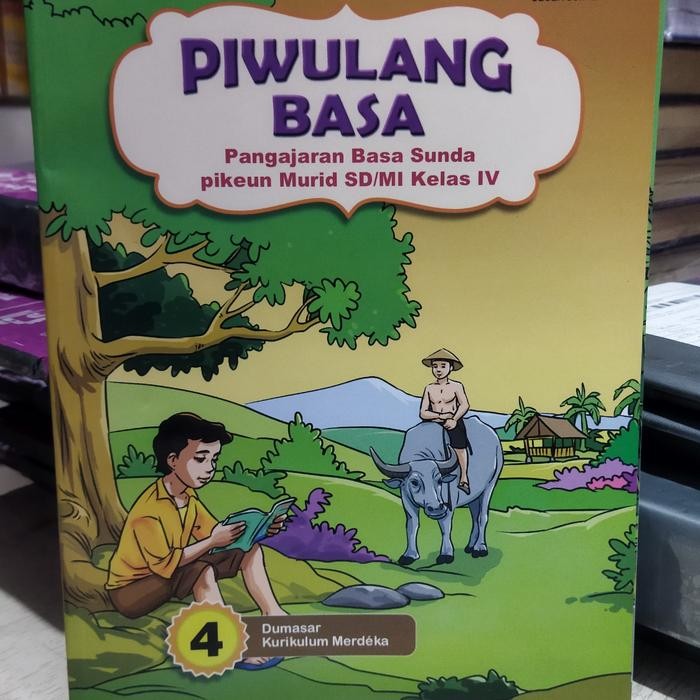 PIWULANG
BASA
Pangajaran Basa Sunda
pikeun Murid SD/MI Kelas IV
4
Dumasar
Kurikulum Merdéka